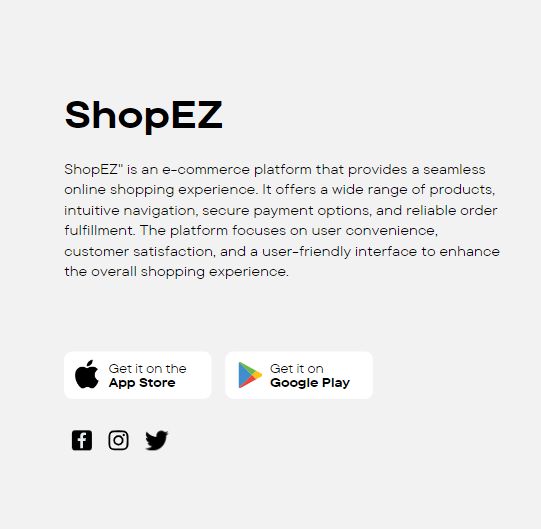 ShopEZ
ShopEZ" is an e-commerce platform that provides a seamless
online shopping experience. It offers a wide range of products,
intuitive navigation, secure payment options, and reliable order
fulfillment. The platform focuses on user convenience,
customer satisfaction, and a user-friendly interface to enhance
the overall shopping experience.
Get it on the
App Store
Get it on
Google Play